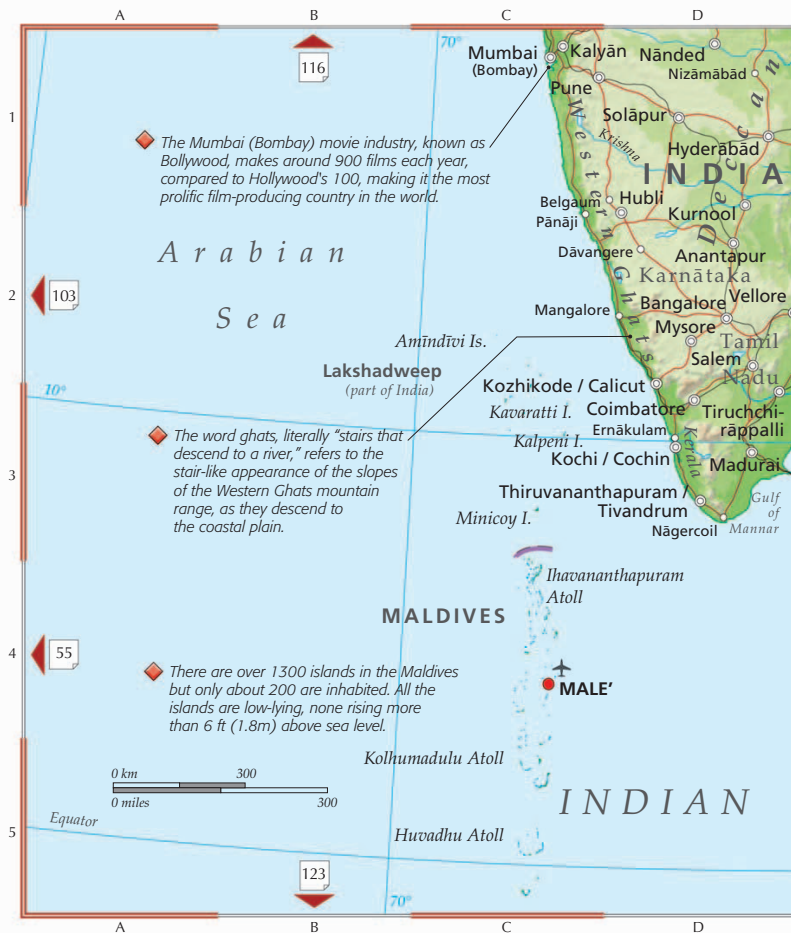 A
B
C
D
116
70°
1
Mumbai
(Bombay)
Kalyān
Nānded
Nizāmābād
Pune
Solāpur
Krishna
Hyderābād
INDIA
Deccan
Western Ghats
The Mumbai (Bombay) movie industry, known as
Bollywood, makes around 900 films each year,
compared to Hollywood's 100, making it the most
prolific film-producing country in the world.
Belgaum
Hubli
Pānāji
Kurnool
Arabian
Sea
Dāvangere
Anantapur
Karnātaka
2
103
Mangalore
Bangalore
Vellore
Mysore
Amīndīvi Is.
Tamil
Nādu
Salem
Lakshadweep
(part of India)
Kozhikode / Calicut
10°
Kavaratti I.
Coimbatore
Tiruchchi-
rāppalli
Ernākulam
Kalpeni I.
Kerala
3
The word ghats, literally “stairs that
descend to a river,” refers to the
stair-like appearance of the slopes
of the Western Ghats mountain
range, as they descend to
the coastal plain.
Kochi / Cochin
Madurai
Thiruvananthapuram /
Tivandrum
Gulf
of
Mannar
Minicoy I.
Nāgercoil
Ihavananthapuram
Atoll
MALDIVES
4
55
There are over 1300 islands in the Maldives
but only about 200 are inhabited. All the
islands are low-lying, none rising more
than 6 ft (1.8m) above sea level.
MALE’
Kolhumadulu Atoll
0 km
300
0 miles
300
INDIAN
Equator
5
Huvadhu Atoll
123
70°
A
B
C
D